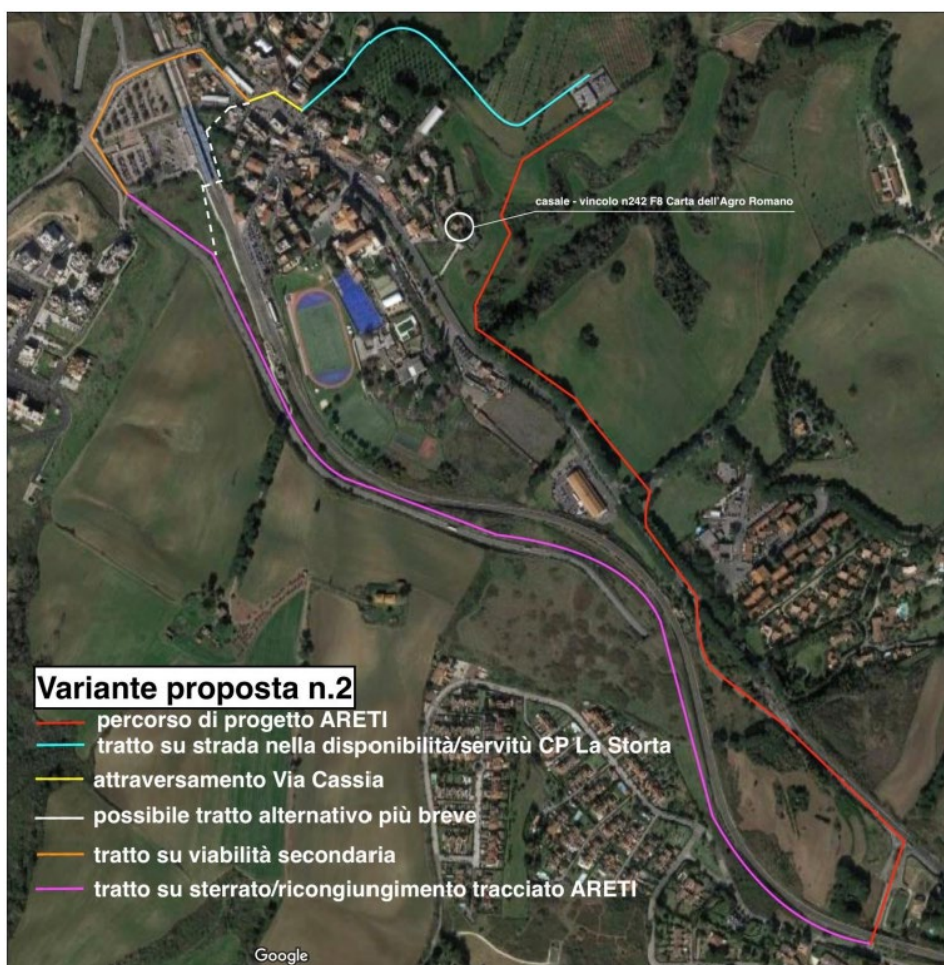 casale - vincolo n242 F8 Carta dell'Agro Romano
Variante proposta n.2
percorso di progetto ARETI
tratto su strada nella disponibilità/servitù CP La Storta
attraversamento Via Cassia
possibile tratto alternativo più breve
tratto su viabilità secondaria
tratto su sterrato/ricongiungimento tracciato ARETI
Google